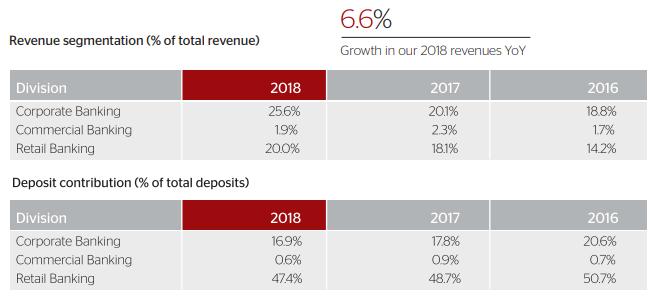 6.6%
Revenue segmentation (% of total revenue)
Growth in our 2018 revenues YoY
Division 2018 2017 2016
Corporate Banking 25.6% 20.1% 18.8%
Commercial Banking 1.9% 2.3% 1.7%
Retail Banking 20.0% 18.1% 14.2%
Deposit contribution (% of total deposits)
Division 2018 2017 2016
Corporate Banking 16.9% 17.8% 20.6%
Commercial Banking 0.6% 0.9% 0.7%
Retail Banking 47.4% 48.7% 50.7%